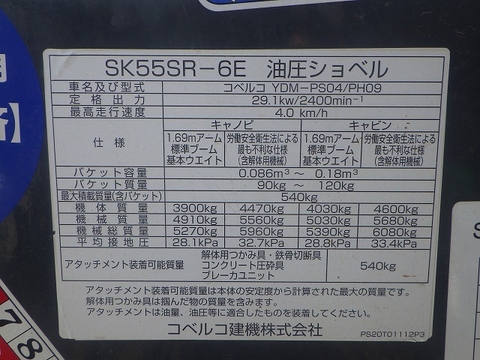 SK55SR-6E 油圧ショベル
車名及び型式 コベルコ YDM-PS04/PH09
定格出力 29.1kw/2400min⁻¹
最高走行速度 4.0 km/h
仕様 キャノピ キャビン
1.69mアーム 標準ブーム 基本ウエイト 労働安全衛生法による 最も不利な仕様 (含解体用機械) 1.69mアーム 標準ブーム 基本ウエイト 労働安全衛生法による 最も不利な仕様 (含解体用機械)
バケット容量 0.086m³ ~ 0.18m³
バケット質量 90kg ~ 120kg
最大積載質量(含バケット) 540kg
機体質量 3900kg 4470kg 4030kg 4600kg
機械質量 4910kg 5560kg 5030kg 5680kg
機械総質量 5270kg 5960kg 5390kg 6080kg
平均接地圧 28.1kPa 32.7kPa 28.8kPa 33.4kPa
アタッチメント装着可能質量 解体用つかみ具・鉄骨切断具 コンクリート圧砕具 ブレーカユニット 540kg
アタッチメント装着可能質量は本体の安定度から計算された最大の質量です。
解体用つかみ具は掴んだ物の質量を含みます。
アタッチメントは油量、油圧等に適合したものを装着してください。
コベルコ建機株式会社 PS20T01112P3
7
8